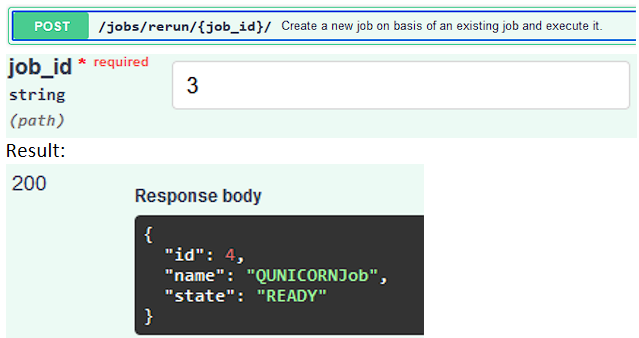 POST /jobs/rerun/{job_id}/ Create a new job on basis of an existing job and execute it.
job_id * required
3
string
(path)
Result:
200
Response body
{
"id": 4,
"name": "QUNICORNJob",
"state": "READY"
}